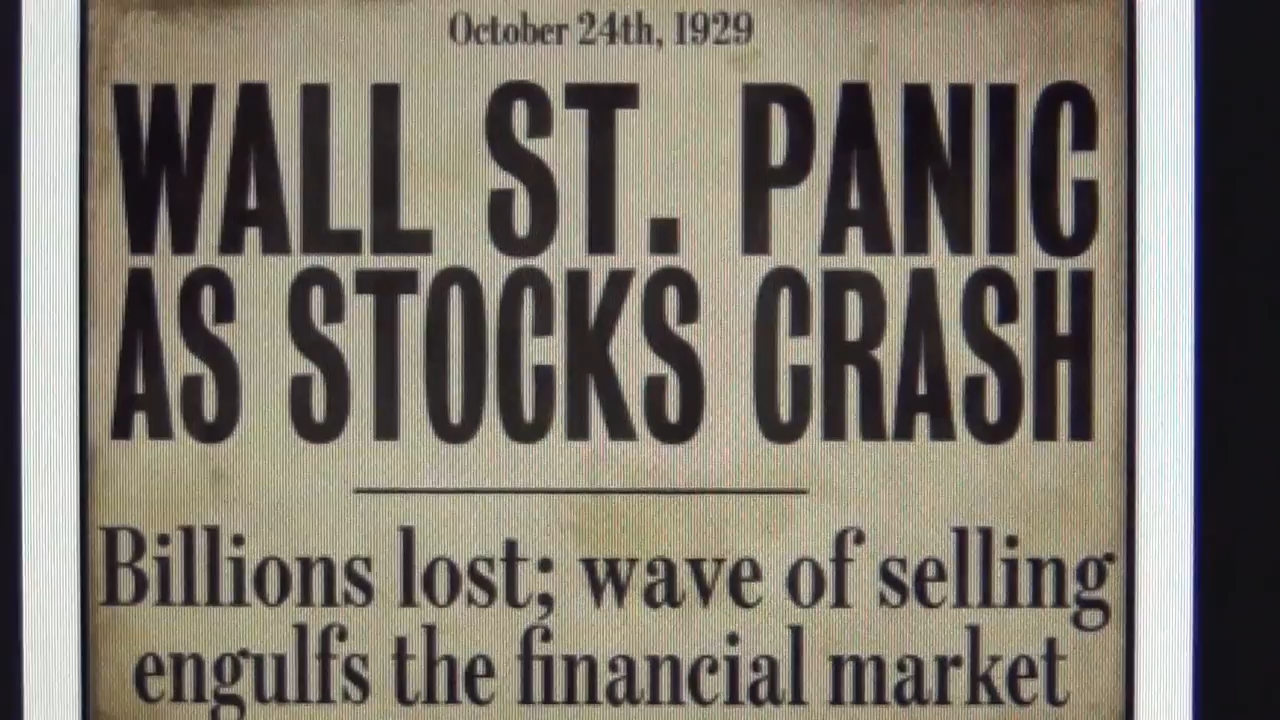 October 24th, 1929
WALL ST. PANIC
AS STOCKS CRASH
Billions lost; wave of selling
engulfs the financial market